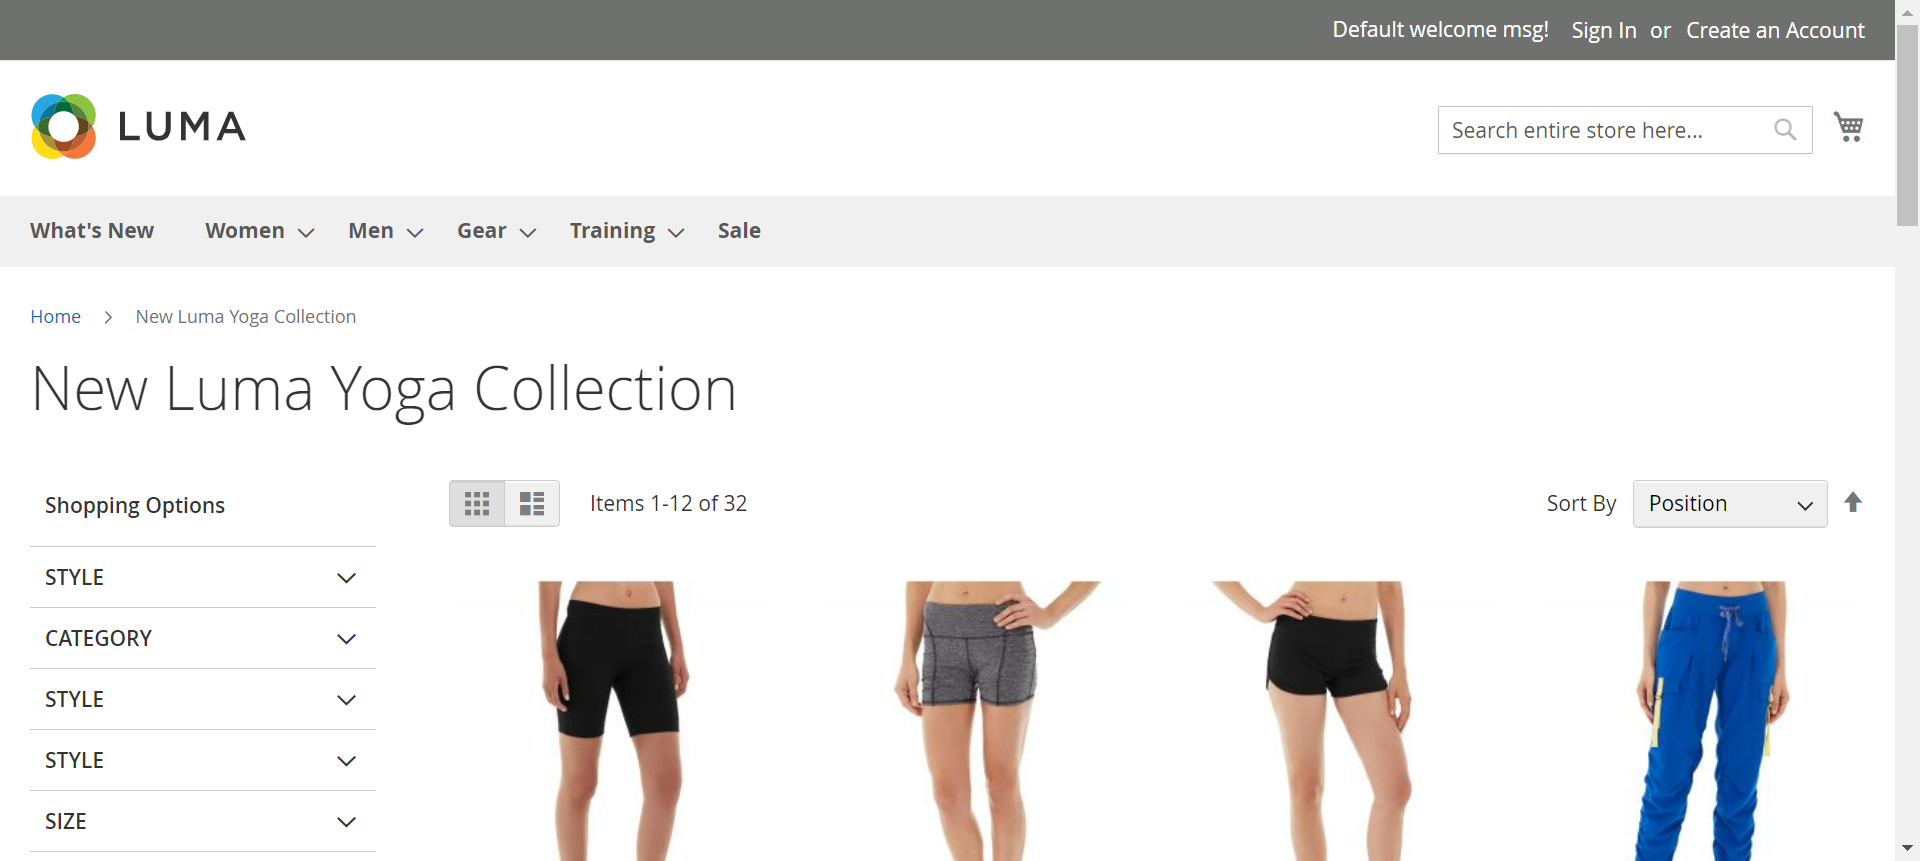 Default welcome msg! Sign In or Create an Account
LUMA
Search entire store here...
What's New Women Men Gear Training Sale
Home New Luma Yoga Collection
New Luma Yoga Collection
Shopping Options
Items 1-12 of 32
Sort By Position
STYLE
CATEGORY
STYLE
STYLE
SIZE